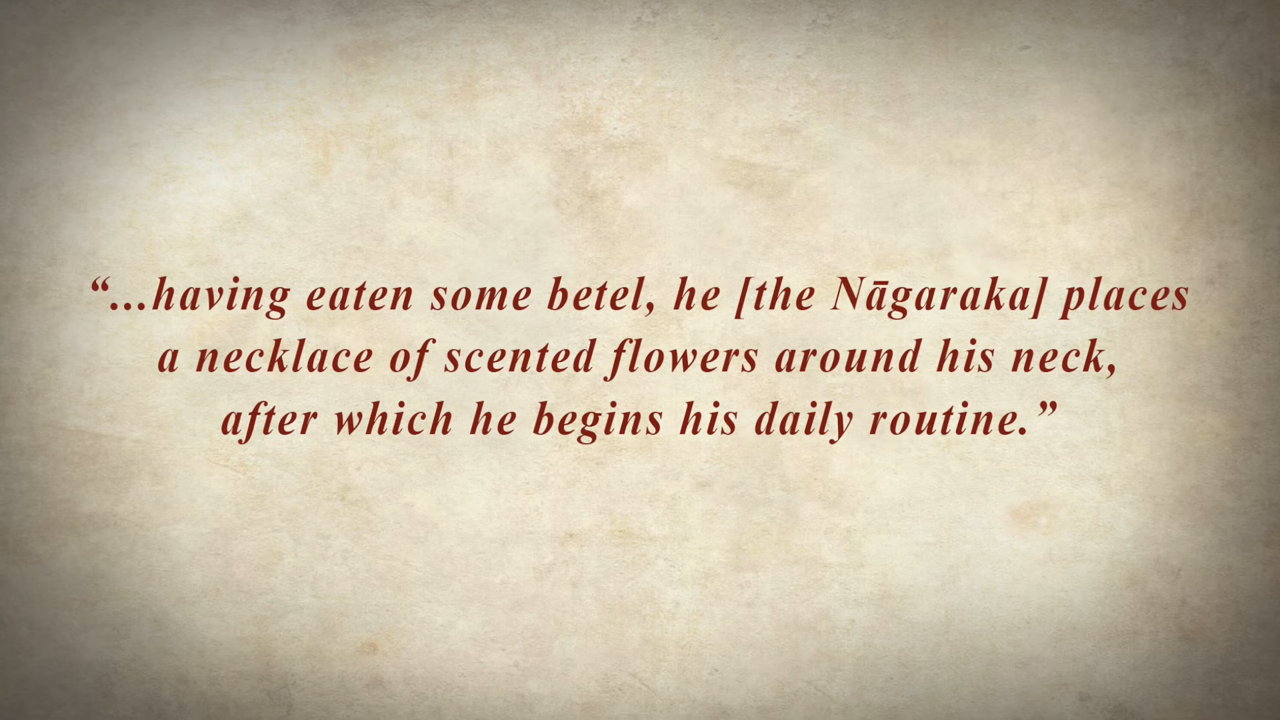 “...having eaten some betel, he [the Nāgaraka] places
a necklace of scented flowers around his neck,
after which he begins his daily routine.”